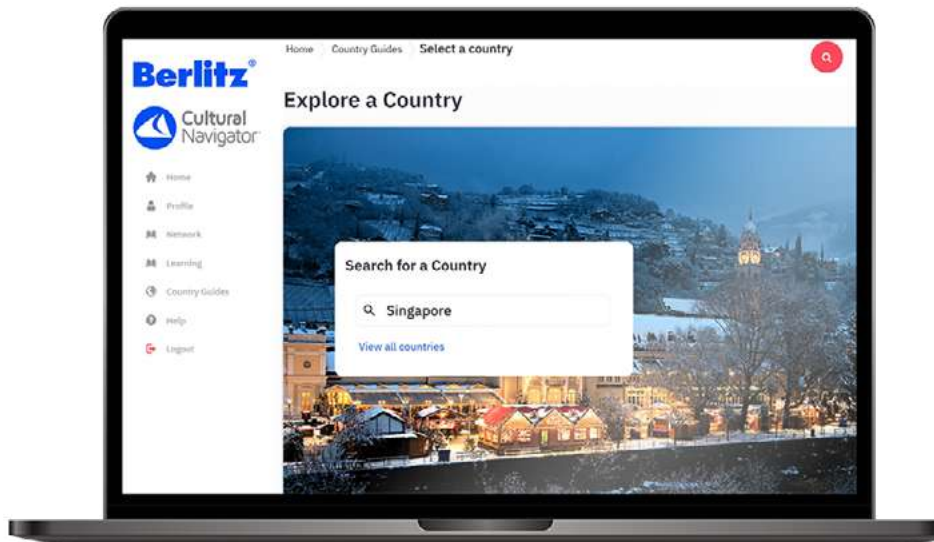 Home Country Guides Select a country
Berlitz®
Explore a Country
Cultural
Navigator
Home
Profile
Network
Learning
Country Guides
Help
Logout
Search for a Country
Singapore
View all countries